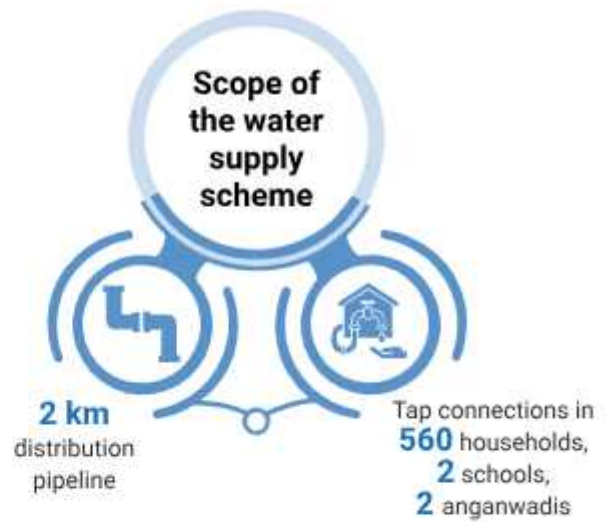 Scope of
the water
supply
scheme
2 km
distribution
pipeline
Tap connections in
560 households,
2 schools,
2 anganwadis